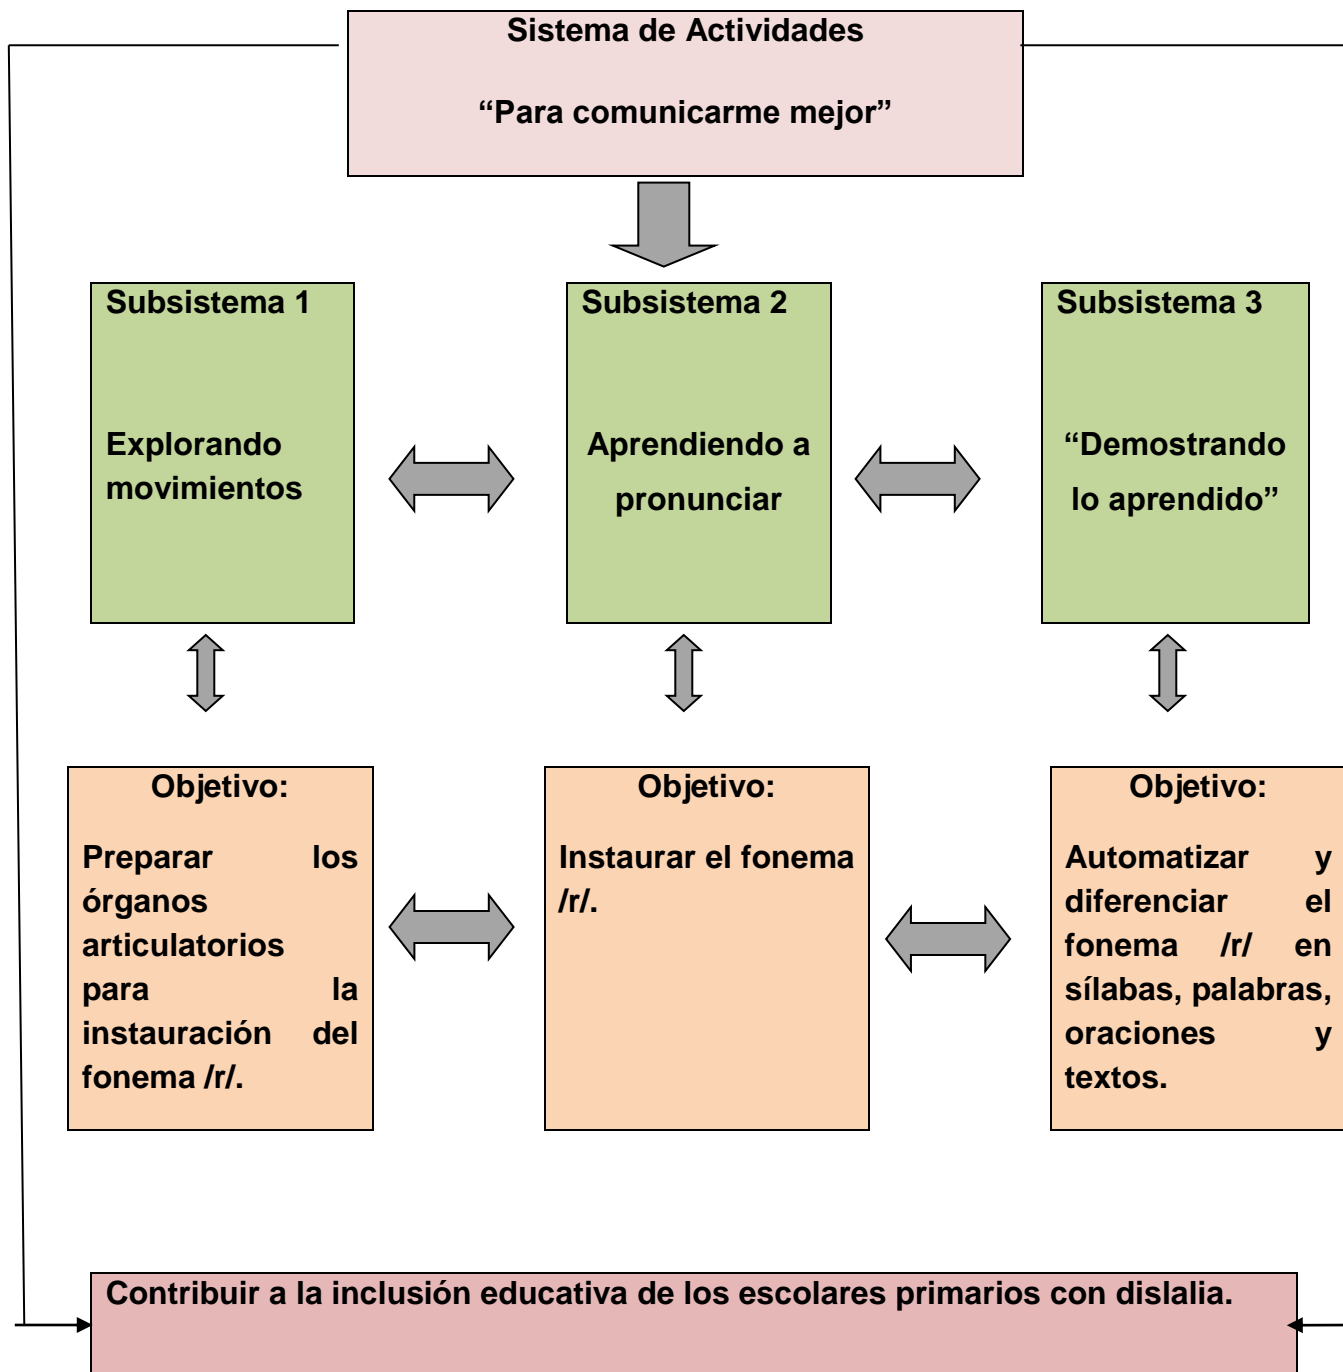 Sistema de Actividades
“Para comunicarme mejor”
Subsistema 1
Explorando
movimientos
Subsistema 2
Aprendiendo a
pronunciar
Subsistema 3
“Demostrando
lo aprendido”
Objetivo:
Preparar los
órganos
articulatorios
para la
instauración del
fonema /r/.
Objetivo:
Instaurar el fonema
/r/.
Objetivo:
Automatizar y
diferenciar el
fonema /r/ en
sílabas, palabras,
oraciones y
textos.
Contribuir a la inclusión educativa de los escolares primarios con dislalia.